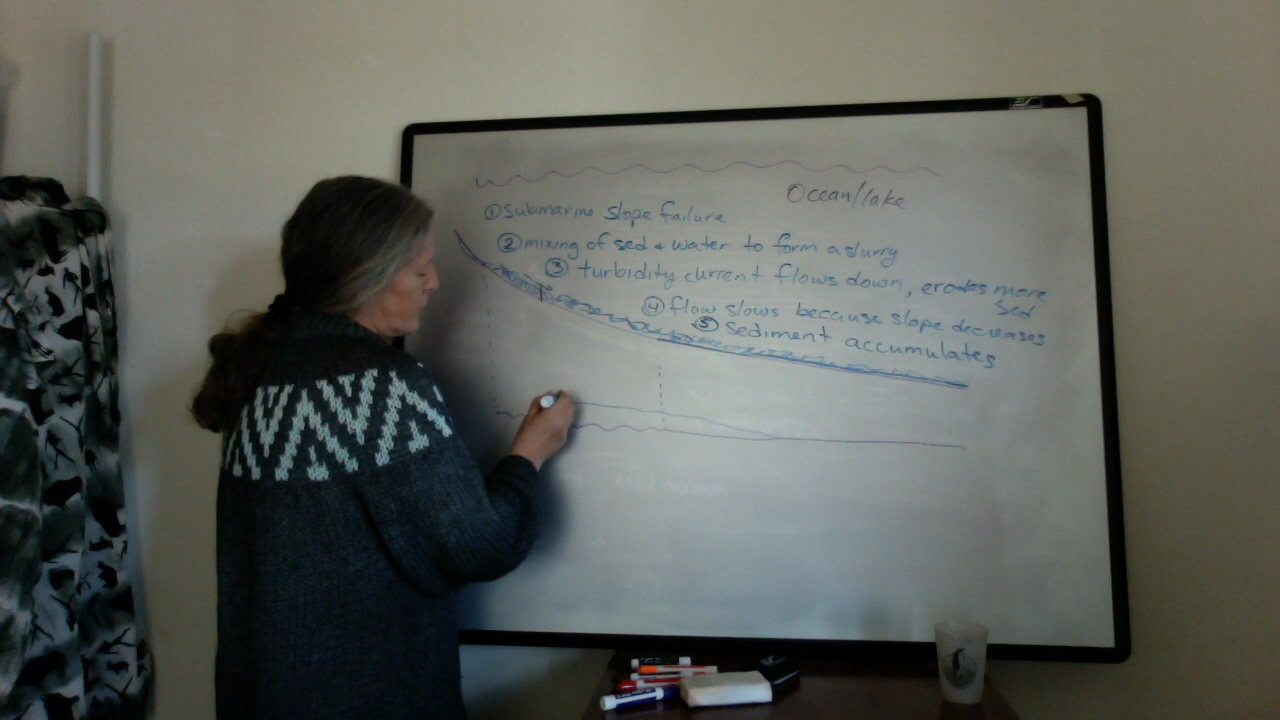 Ocean/lake
① Submarine slope failure
② mixing of sed + water to form a slurry
③ turbidity current flows down, erodes more
sed
④ flow slows because slope decreases
⑤ sediment accumulates